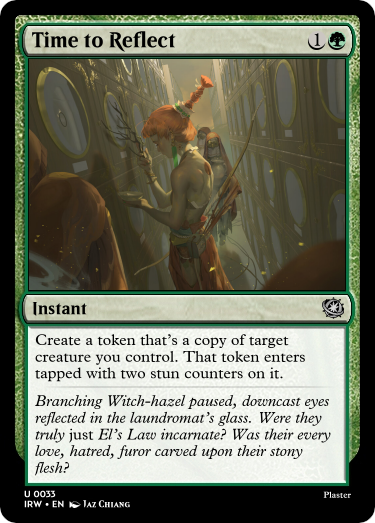 Time to Reflect 1
Instant
Create a token that's a copy of target
creature you control. That token enters
tapped with two stun counters on it.
Branching Witch-hazel paused, downcast eyes
reflected in the laundromat's glass. Were they
truly just El's Law incarnate? Was their every
love, hatred, furor carved upon their stony
flesh?
U 0033
IRW • EN Jaz Chiang
Plaster